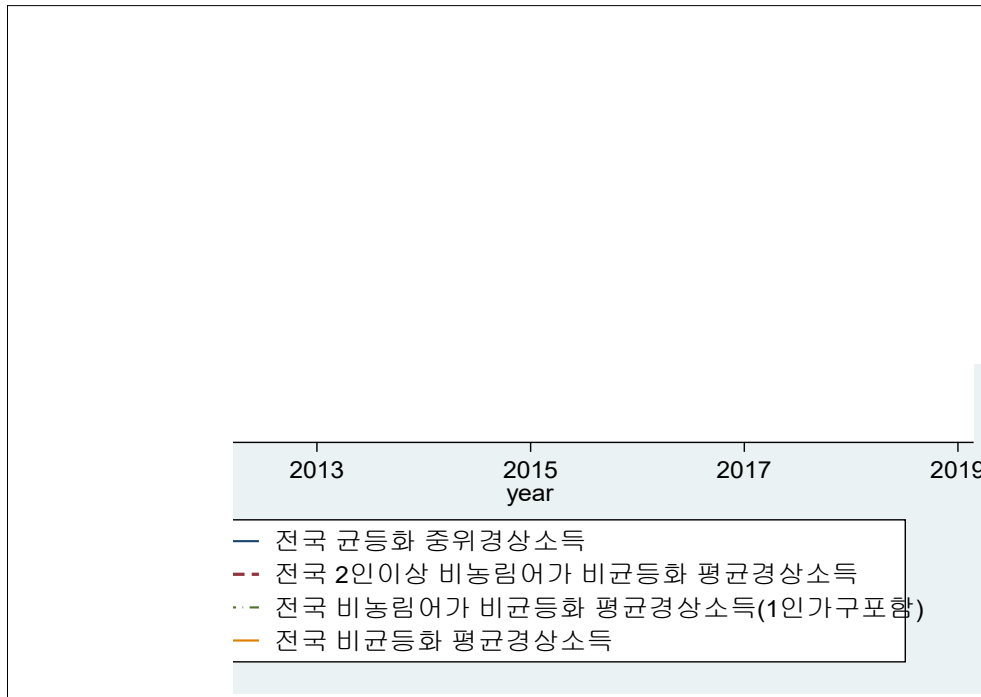 2013 2015 2017 2019
year
전국 균등화 중위경상소득
전국 2인이상 비농림어가 비균등화 평균경상소득
전국 비농림어가 비균등화 평균경상소득(1인가구포함)
전국 비균등화 평균경상소득